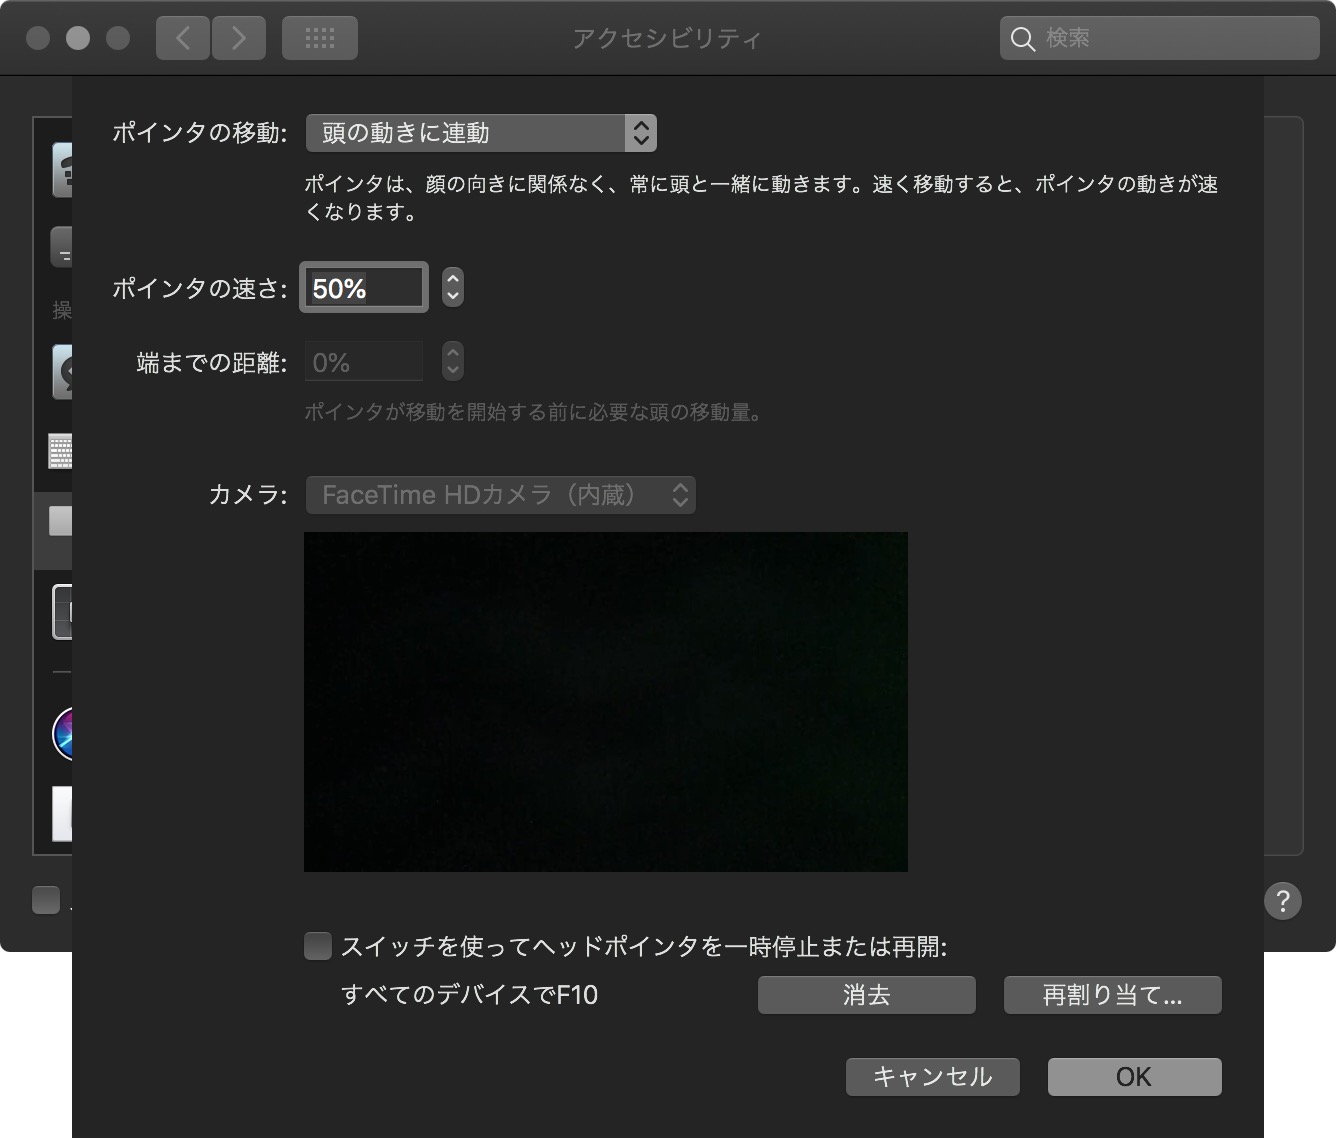 アクセシビリティ
検索
ポインタの移動: 頭の動きに連動
ポインタは、顔の向きに関係なく、常に頭と一緒に動きます。速く移動すると、ポインタの動きが速
くなります。
ポインタの速さ: 50%
操
端までの距離: 0%
ポインタが移動を開始する前に必要な頭の移動量。
カメラ: FaceTime HDカメラ（内蔵）
?
スイッチを使ってヘッドポインタを一時停止または再開:
すべてのデバイスでF10 消去 再割り当て...
キャンセル OK